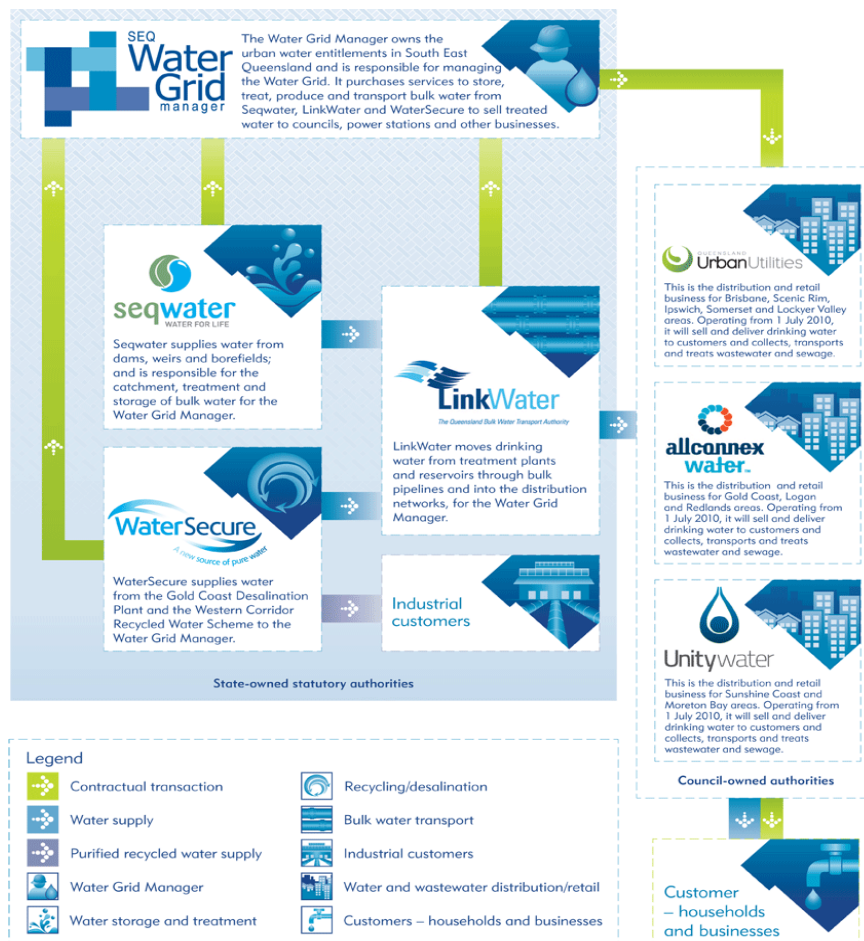 SEQ
Water
Grid
manager
The Water Grid Manager owns the
urban water entitlements in South East
Queensland and is responsible for managing
the Water Grid. It purchases services to store,
treat, produce and transport bulk water from
Seqwater, LinkWater and WaterSecure to sell treated
water to councils, power stations and other businesses.
seqwater
WATER FOR LIFE
Seqwater supplies water from
dams, weirs and borefields;
and is responsible for the
catchment, treatment and
storage of bulk water for the
Water Grid Manager.
LinkWater
The Queensland Bulk Water Transport Authority
LinkWater moves drinking
water from treatment plants
and reservoirs through bulk
pipelines and into the distribution
networks, for the Water Grid
Manager.
WaterSecure
A new source of pure water
WaterSecure supplies water
from the Gold Coast Desalination
Plant and the Western Corridor
Recycled Water Scheme to the
Water Grid Manager.
Industrial
customers
State-owned statutory authorities
QUEENSLAND
UrbanUtilities
This is the distribution and retail
business for Brisbane, Scenic Rim,
Ipswich, Somerset and Lockyer Valley
areas. Operating from 1 July 2010,
it will sell and deliver drinking water
to customers and collects, transports
and treats wastewater and sewage.
allconnex
water™
This is the distribution and retail
business for Gold Coast, Logan
and Redlands areas. Operating from
1 July 2010, it will sell and deliver
drinking water to customers and
collects, transports and treats
wastewater and sewage.
Unitywater
This is the distribution and retail
business for Sunshine Coast and
Moreton Bay areas. Operating from
1 July 2010, it will sell and deliver
drinking water to customers and
collects, transports and treats
wastewater and sewage.
Council-owned authorities
Customer
– households
and businesses
Legend
Contractual transaction
Water supply
Purified recycled water supply
Water Grid Manager
Water storage and treatment
Recycling/desalination
Bulk water transport
Industrial customers
Water and wastewater distribution/retail
Customers – households and businesses